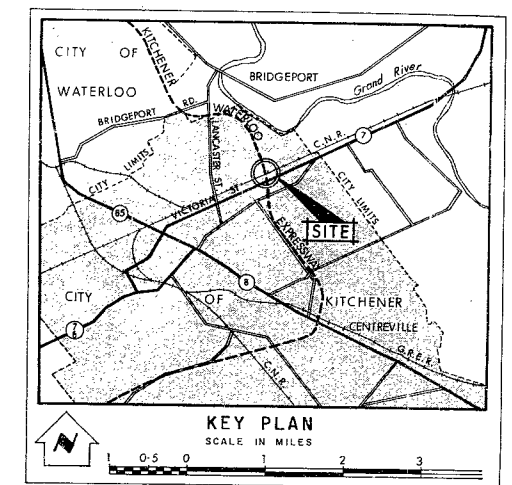 CITY OF
WATERLOO
KITCHENER
WATERLOO
EXPRESSWAY
BRIDGEPORT
Grand River
BRIDGEPORT RD.
LANCASTER ST.
C.N.R.
7
CITY LIMITS
VICTORIA ST.
CITY LIMITS
85
SITE
8
CITY OF KITCHENER
CENTREVILLE
G.R.E.R.
C.N.R.
N
KEY PLAN
SCALE IN MILES
1 0·5 0 1 2 3